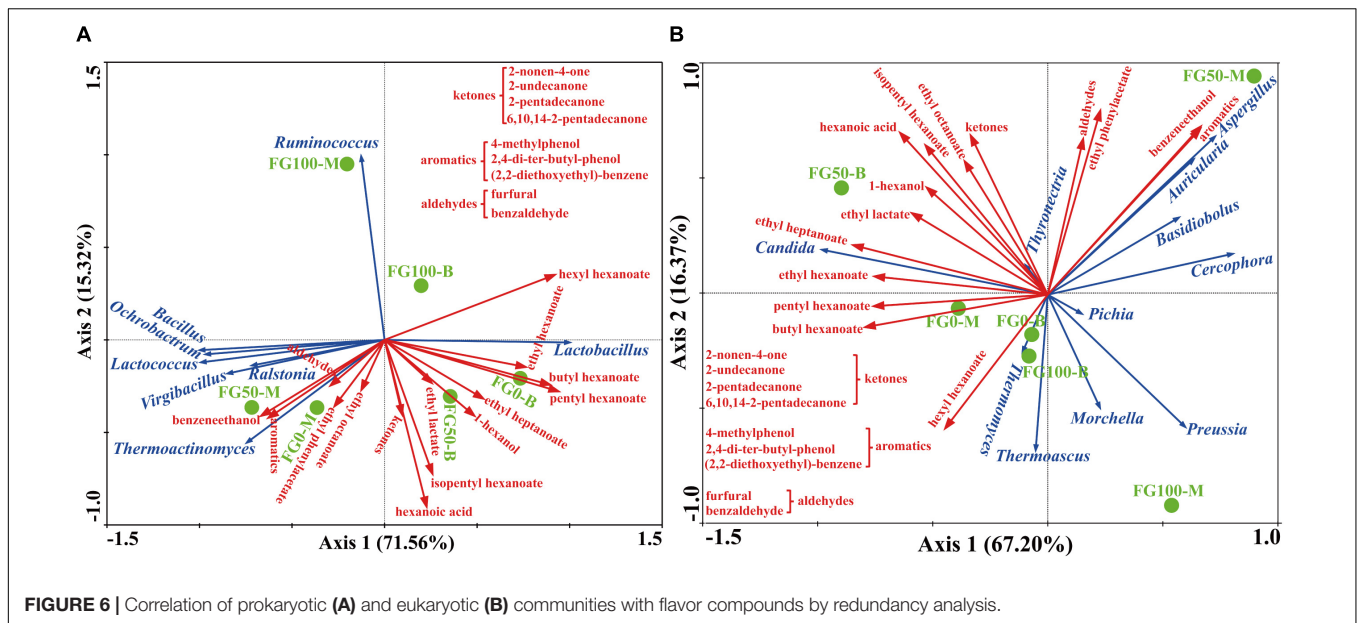 A
1.5
-1.0
-1.5
1.5
Axis 1 (71.56%)
Axis 2 (15.32%)
ketones
2-nonen-4-one
2-undecanone
2-pentadecanone
6,10,14-2-pentadecanone
aromatics
4-methylphenol
2,4-di-ter-butyl-phenol
(2,2-diethoxyethyl)-benzene
aldehydes
furfural
benzaldehyde
Ruminococcus
FG100-M
FG100-B
hexyl hexanoate
ethyl hexanoate
Lactobacillus
Bacillus
Ochrobactrum
Lactococcus
Virgibacillus
Ralstonia
aldehyde
FG50-M
benzeneethanol
aromatics
FG0-M
Thermoactinomyces
ethyl phenylacetate
ethyl octanoate
ketones
ethyl lactate
FG50-B
1-hexanol
ethyl heptanoate
FG0-B
butyl hexanoate
pentyl hexanoate
isopentyl hexanoate
hexanoic acid
B
1.0
-1.0
-1.5
1.0
Axis 1 (67.20%)
Axis 2 (16.37%)
FG50-M
hexanoic acid
isopentyl hexanoate
ethyl octanoate
ketones
aldehydes
ethyl phenylacetate
benzeneethanol
aromatics
Aspergillus
Auricularia
Basidiobolus
Cercophora
Thyronectria
FG50-B
1-hexanol
ethyl lactate
ethyl heptanoate
Candida
ethyl hexanoate
pentyl hexanoate
butyl hexanoate
FG0-M
FG0-B
FG100-B
Pichia
hexyl hexanoate
Thermomyces
Thermoascus
Morchella
Preussia
FG100-M
2-nonen-4-one
2-undecanone
2-pentadecanone
6,10,14-2-pentadecanone
ketones
4-methylphenol
2,4-di-ter-butyl-phenol
(2,2-diethoxyethyl)-benzene
aromatics
furfural
benzaldehyde
aldehydes
FIGURE 6 | Correlation of prokaryotic (A) and eukaryotic (B) communities with flavor compounds by redundancy analysis.